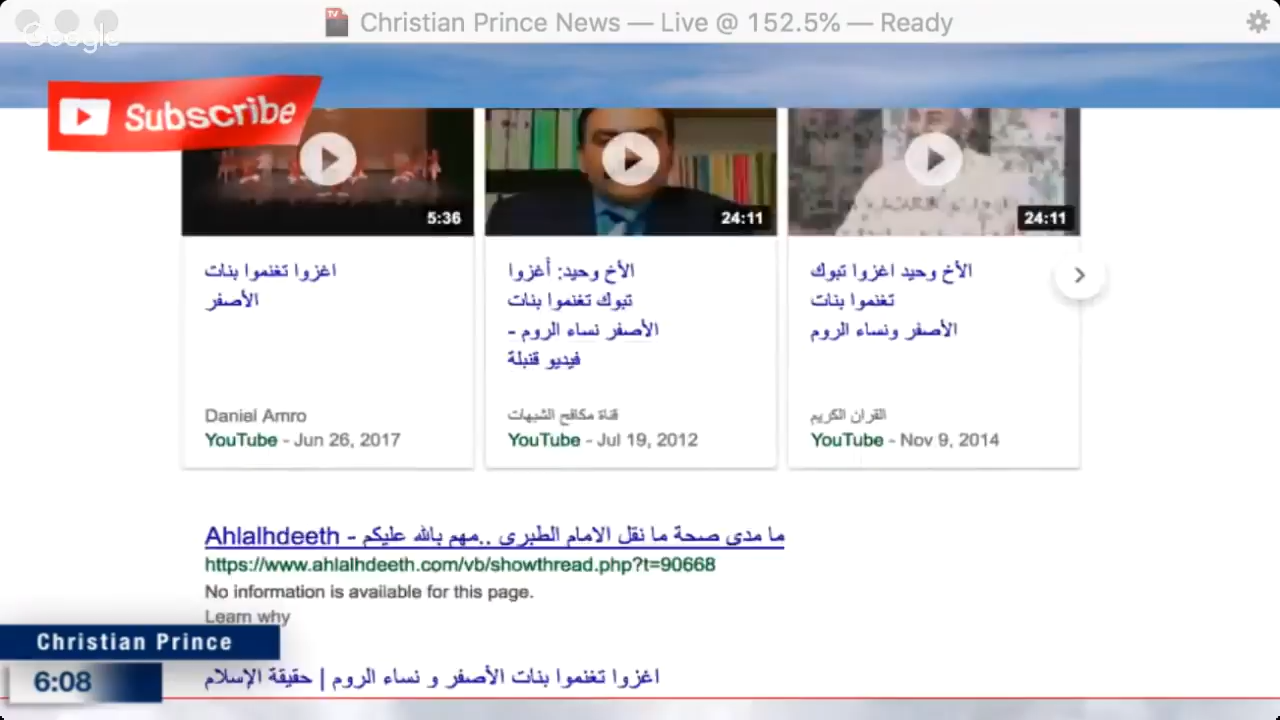 Christian Prince News — Live @ 152.5% — Ready
Google
Subscribe
5:36
24:11
24:11
اغزوا تغنموا بنات
الأصفر
Daniel Amro
YouTube - Jun 26, 2017
الأخ وحيد: أغزوا
تبوك تغنموا بنات
الأصفر نساء الروم -
فيديو قنبلة
قناة مكافح الشبهات
YouTube - Jul 19, 2012
الأخ وحيد اغزوا تبوك
تغنموا بنات
الأصفر ونساء الروم
القران الكريم
YouTube - Nov 9, 2014
Ahlalhdeeth - ما مدى صحة ما نقل الامام الطبري ..مهم بالله عليكم
https://www.ahlalhdeeth.com/vb/showthread.php?t=90668
No information is available for this page.
Learn why
Christian Prince
6:08
اغزوا تغنموا بنات الأصفر و نساء الروم | حقيقة الإسلام